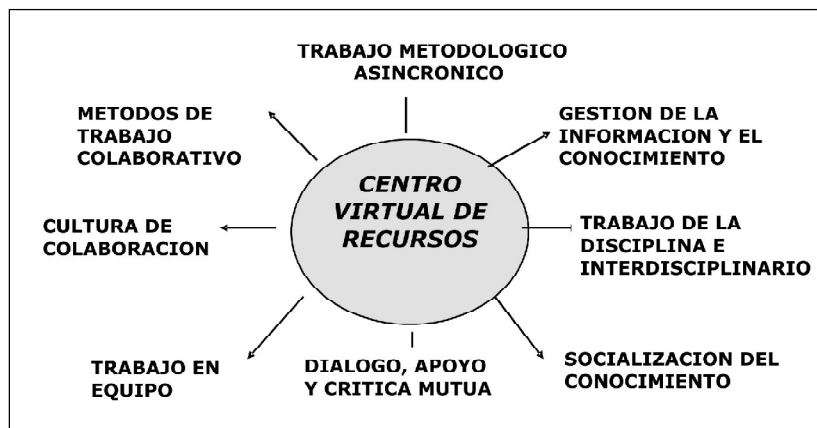 TRABAJO METODOLOGICO
ASINCRONICO
METODOS DE
TRABAJO
COLABORATIVO
GESTION DE LA
INFORMACION Y EL
CONOCIMIENTO
CENTRO
VIRTUAL DE
RECURSOS
CULTURA DE
COLABORACION
TRABAJO DE LA
DISCIPLINA E
INTERDISCIPLINARIO
TRABAJO EN
EQUIPO
DIALOGO, APOYO
Y CRITICA MUTUA
SOCIALIZACION DEL
CONOCIMIENTO